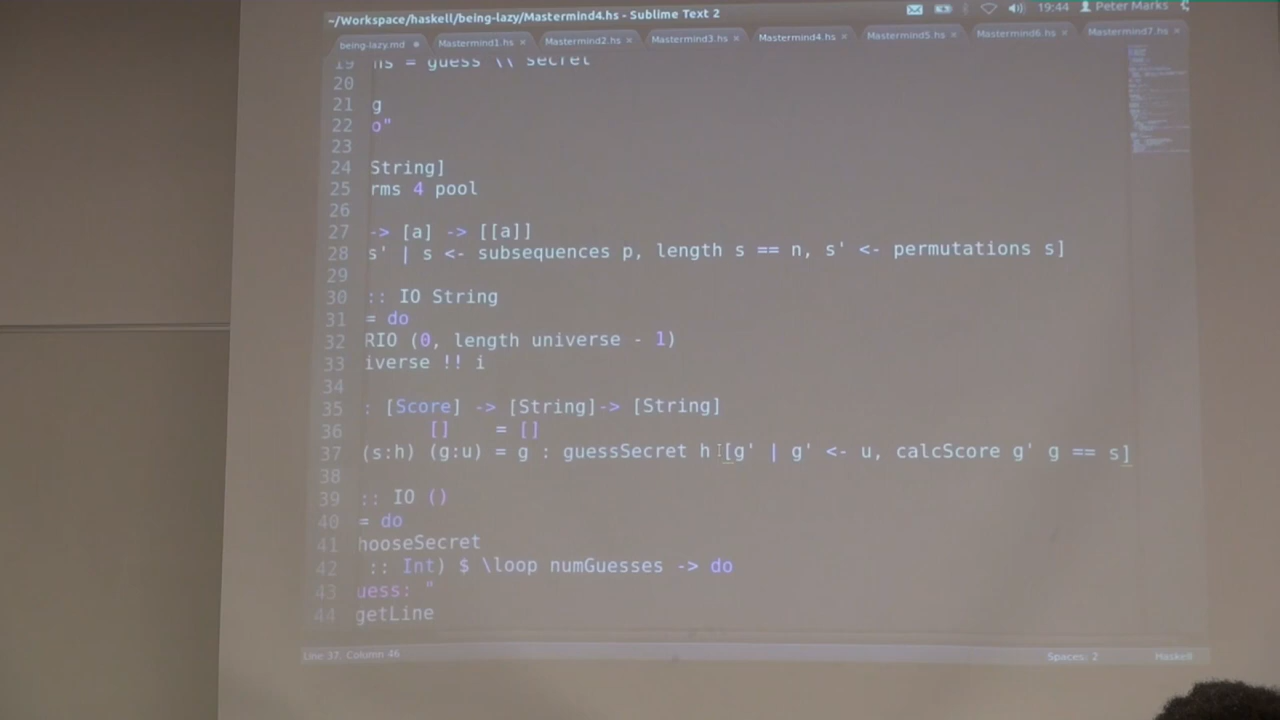 ~/Workspace/haskell/being-lazy/Mastermind4.hs - Sublime Text 2
19:44 Peter Marks
being-lazy.md Mastermind1.hs × Mastermind2.hs × Mastermind3.hs × Mastermind4.hs × Mastermind5.hs × Mastermind6.hs × Mastermind7.hs ×
19 ns = guess \\ secret
20
21 g
22 o"
23
24 String]
25 rms 4 pool
26
27 -> [a] -> [[a]]
28 s' | s <- subsequences p, length s == n, s' <- permutations s]
29
30 :: IO String
31 = do
32 RIO (0, length universe - 1)
33 iverse !! i
34
35 : [Score] -> [String]-> [String]
36 [] = []
37 (s:h) (g:u) = g : guessSecret h [g' | g' <- u, calcScore g' g == s]
38
39 :: IO ()
40 = do
41 hooseSecret
42 :: Int) $ \loop numGuesses -> do
43 uess: "
44 getLine
Line 37, Column 46
Spaces: 2
Haskell